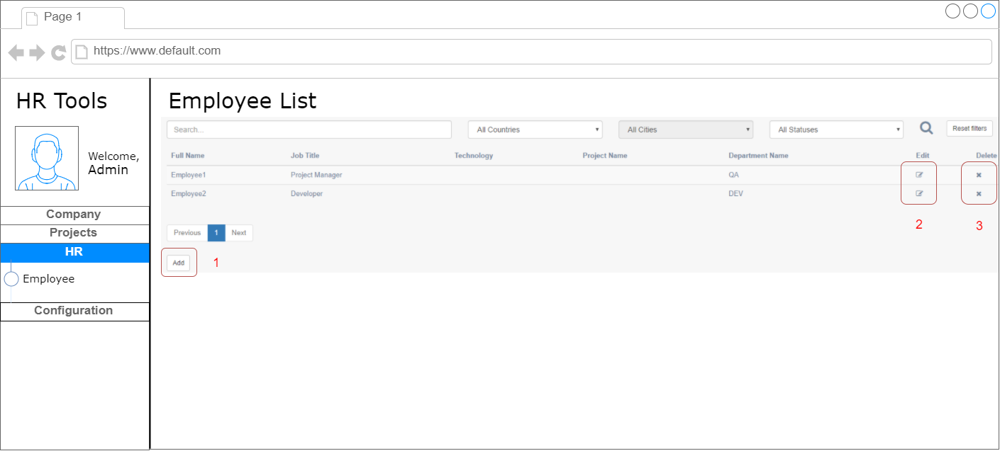 Page 1
https://www.default.com
HR Tools
Welcome,
Admin
Company
Projects
HR
Employee
Configuration
Employee List
Search... All Countries All Cities All Statuses Reset filters
Full Name Job Title Technology Project Name Department Name Edit Delete
Employee1 Project Manager QA
Employee2 Developer DEV
2 3
Previous 1 Next
Add 1